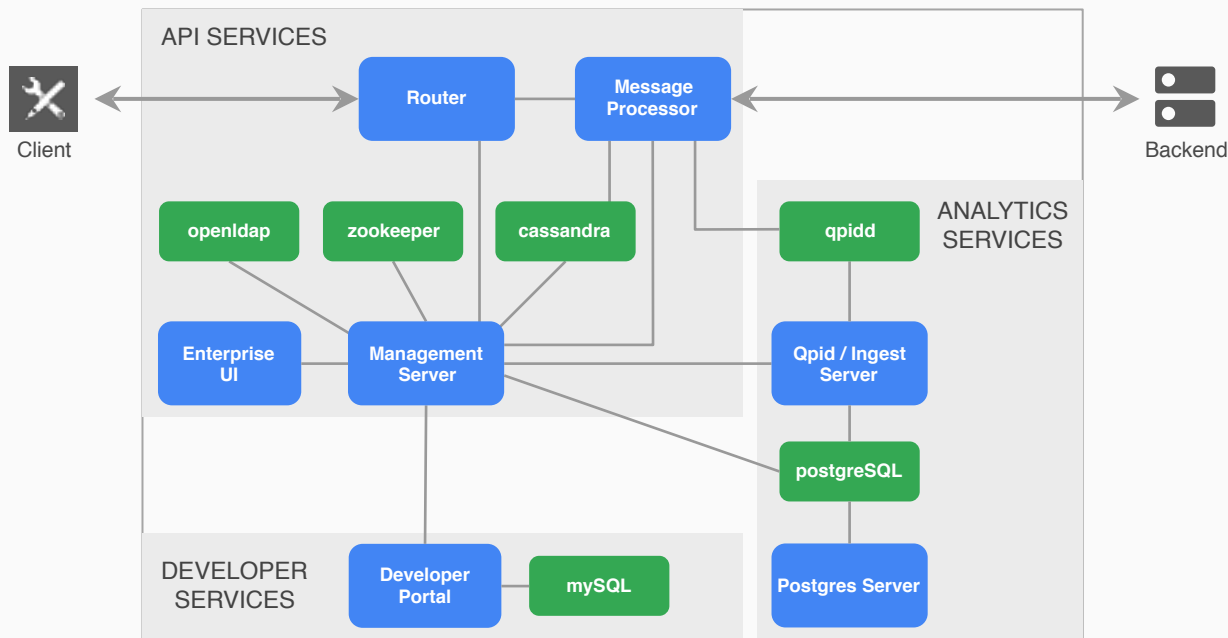 API SERVICES
Router
Message
Processor
Client
Backend
openldap
zookeeper
cassandra
qpidd
ANALYTICS
SERVICES
Enterprise
UI
Management
Server
Qpid / Ingest
Server
postgreSQL
DEVELOPER
SERVICES
Developer
Portal
mySQL
Postgres Server